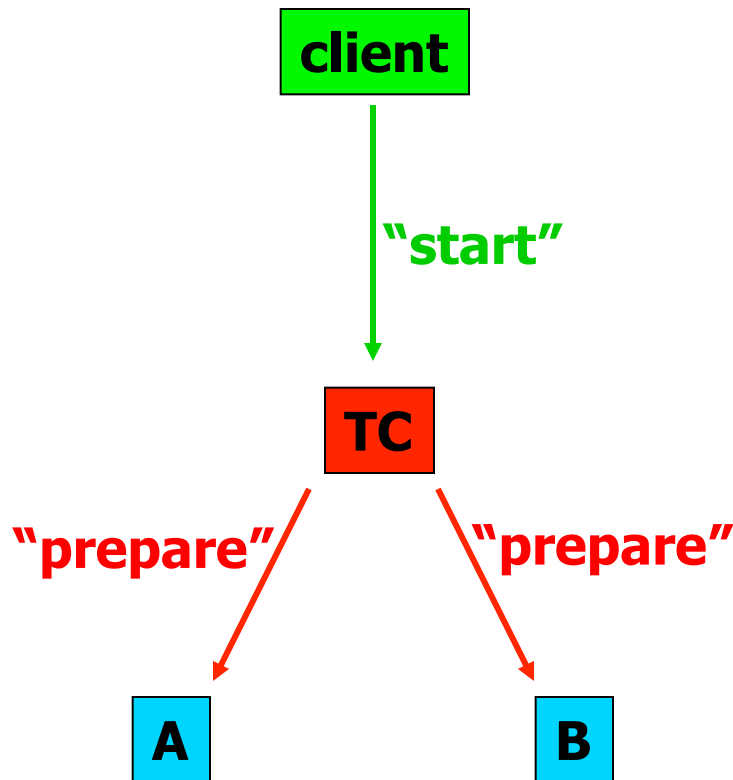 client
“start”
TC
“prepare” “prepare”
A B